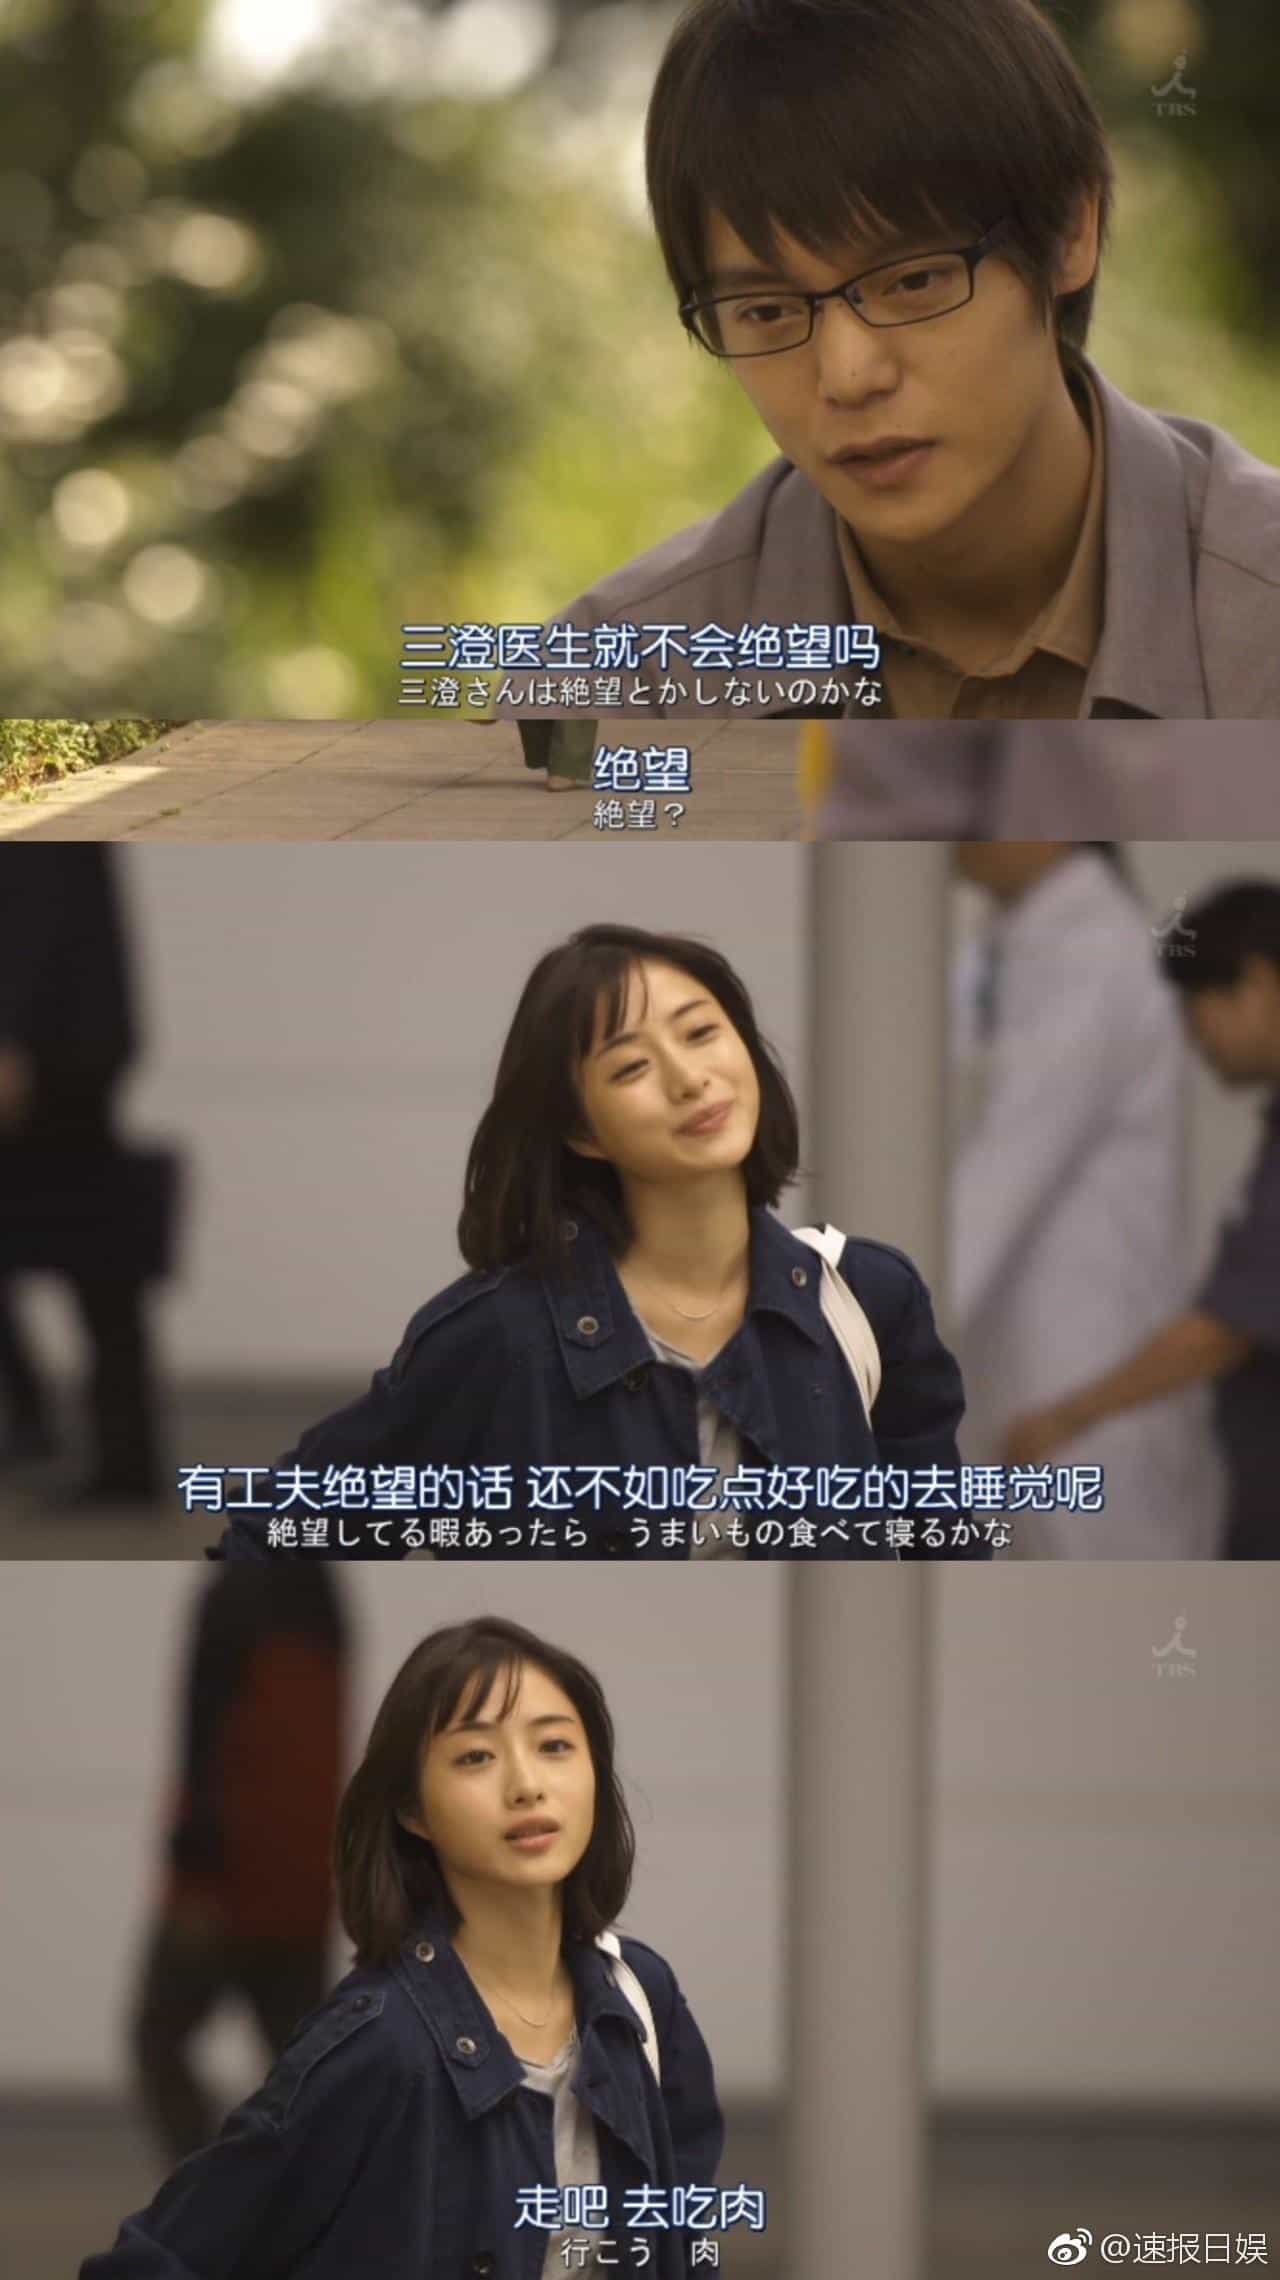 TBS
三澄医生就不会绝望吗
三澄さんは絶望とかしないのかな
绝望
絶望？
TBS
有工夫绝望的话 还不如吃点好吃的去睡觉呢
絶望してる暇あったら　うまいもの食べて寝るかな
TBS
走吧 去吃肉
行こう　肉
@速报日娱